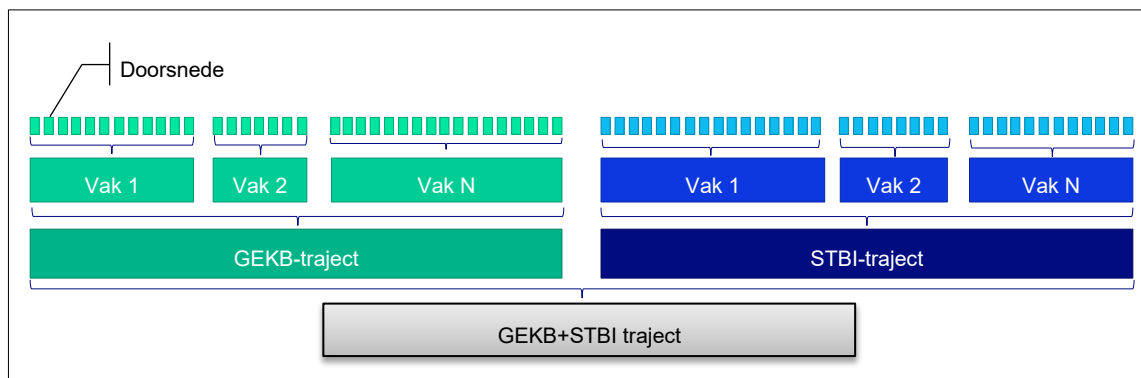 Doorsnede
Vak 1
Vak 2
Vak N
Vak 1
Vak 2
Vak N
GEKB-traject
STBI-traject
GEKB+STBI traject